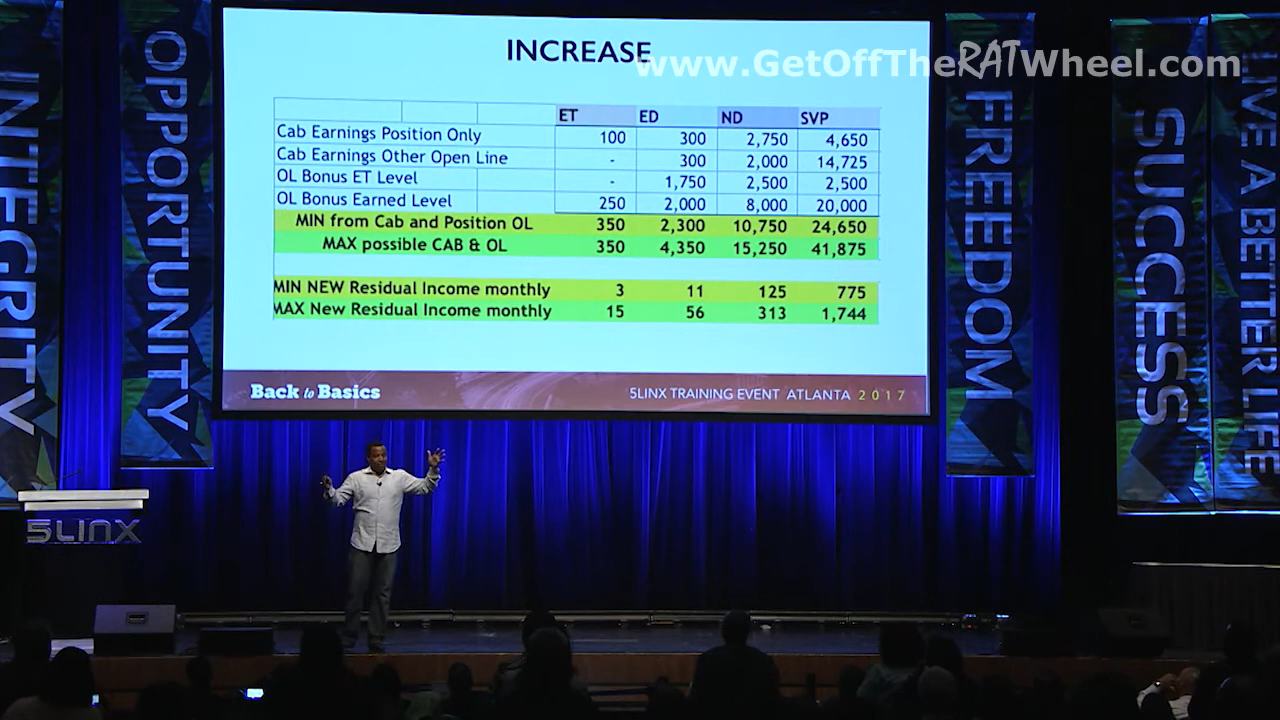 INCREASE
www.GetOffTheRATWheel.com
ET ED ND SVP
Cab Earnings Position Only 100 300 2,750 4,650
Cab Earnings Other Open Line - 300 2,000 14,725
OL Bonus ET Level - 1,750 2,500 2,500
OL Bonus Earned Level 250 2,000 8,000 20,000
MIN from Cab and Position OL 350 2,300 10,750 24,650
MAX possible CAB & OL 350 4,350 15,250 41,875
MIN NEW Residual Income monthly 3 11 125 775
MAX New Residual Income monthly 15 56 313 1,744
Back to Basics
5LINX TRAINING EVENT ATLANTA 2017
INTEGRITY
OPPORTUNITY
FREEDOM
SUCCESS
LIVE A BETTER LIFE
5LINX